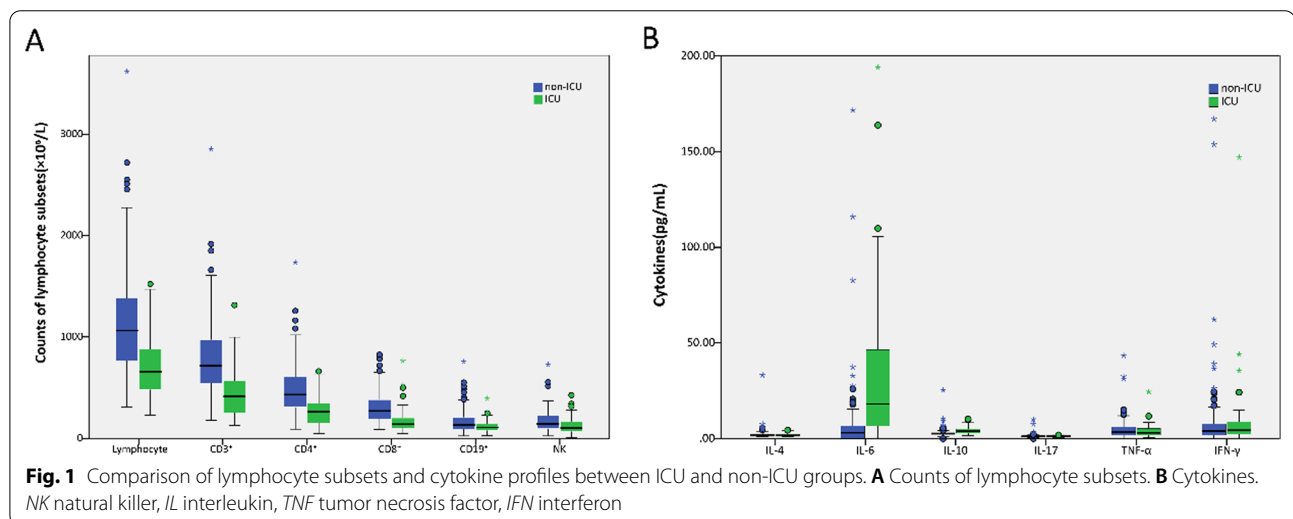 A
Counts of lymphocyte subsets(×10⁶/L)
3000
2000
1000
0
non-ICU
ICU
Lymphocyte CD3⁺ CD4⁺ CD8⁻ CD19⁺ NK
B
Cytokines(pg/mL)
200.00
150.00
100.00
50.00
.00
non-ICU
ICU
IL-4 IL-6 IL-10 IL-17 TNF-α IFN-γ
Fig. 1 Comparison of lymphocyte subsets and cytokine profiles between ICU and non-ICU groups. A Counts of lymphocyte subsets. B Cytokines.
NK natural killer, IL interleukin, TNF tumor necrosis factor, IFN interferon